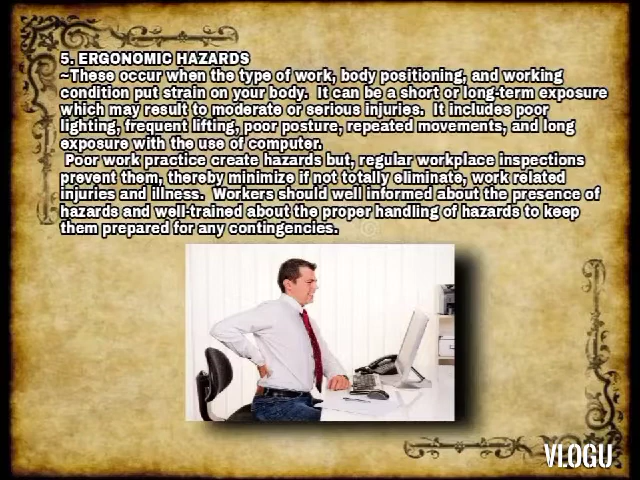 5. ERGONOMIC HAZARDS
~These occur when the type of work, body positioning, and working
condition put strain on your body.  It can be a short or long-term exposure
which may result to moderate or serious injuries.  It includes poor
lighting, frequent lifting, poor posture, repeated movements, and long
exposure with the use of computer.
 Poor work practice create hazards but, regular workplace inspections
prevent them, thereby minimize if not totally eliminate, work related
injuries and illness.  Workers should well informed about the presence of
hazards and well-trained about the proper handling of hazards to keep
them prepared for any contingencies.
VLOGU